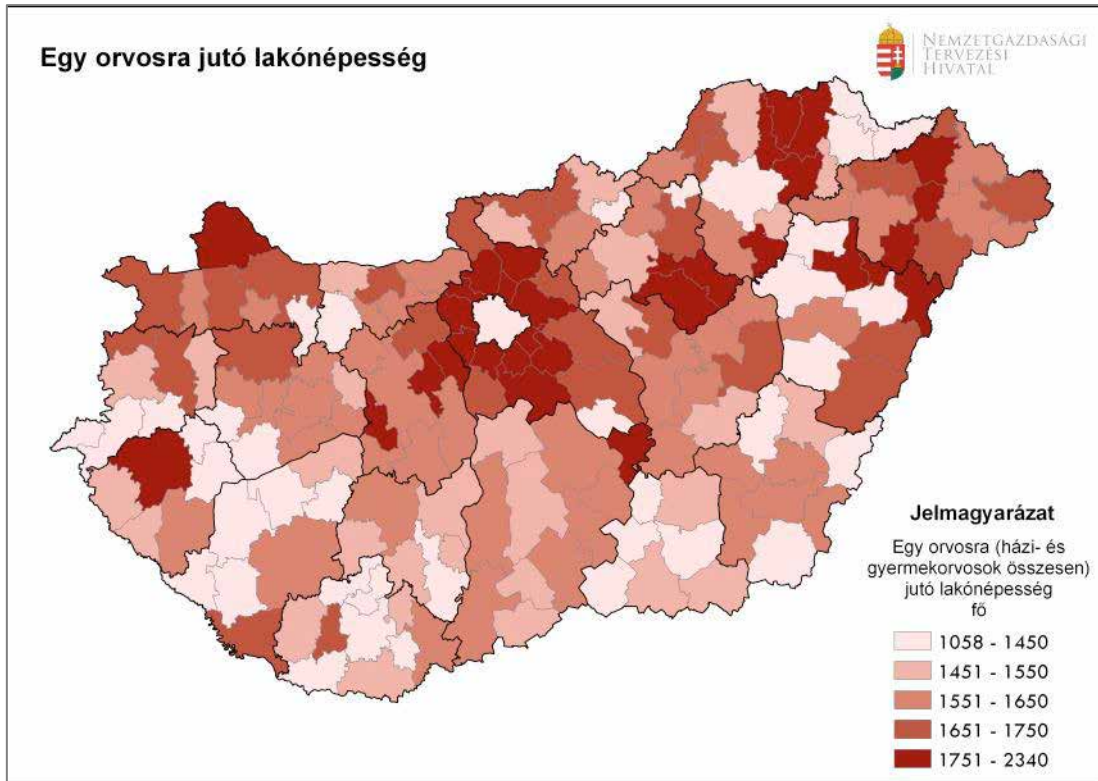 Egy orvosra jutó lakónépesség
NEMZETGAZDASÁGI
TERVEZÉSI
HIVATAL
Jelmagyarázat
Egy orvosra (házi- és
gyermekorvosok összesen)
jutó lakónépesség
fő
1058 - 1450
1451 - 1550
1551 - 1650
1651 - 1750
1751 - 2340